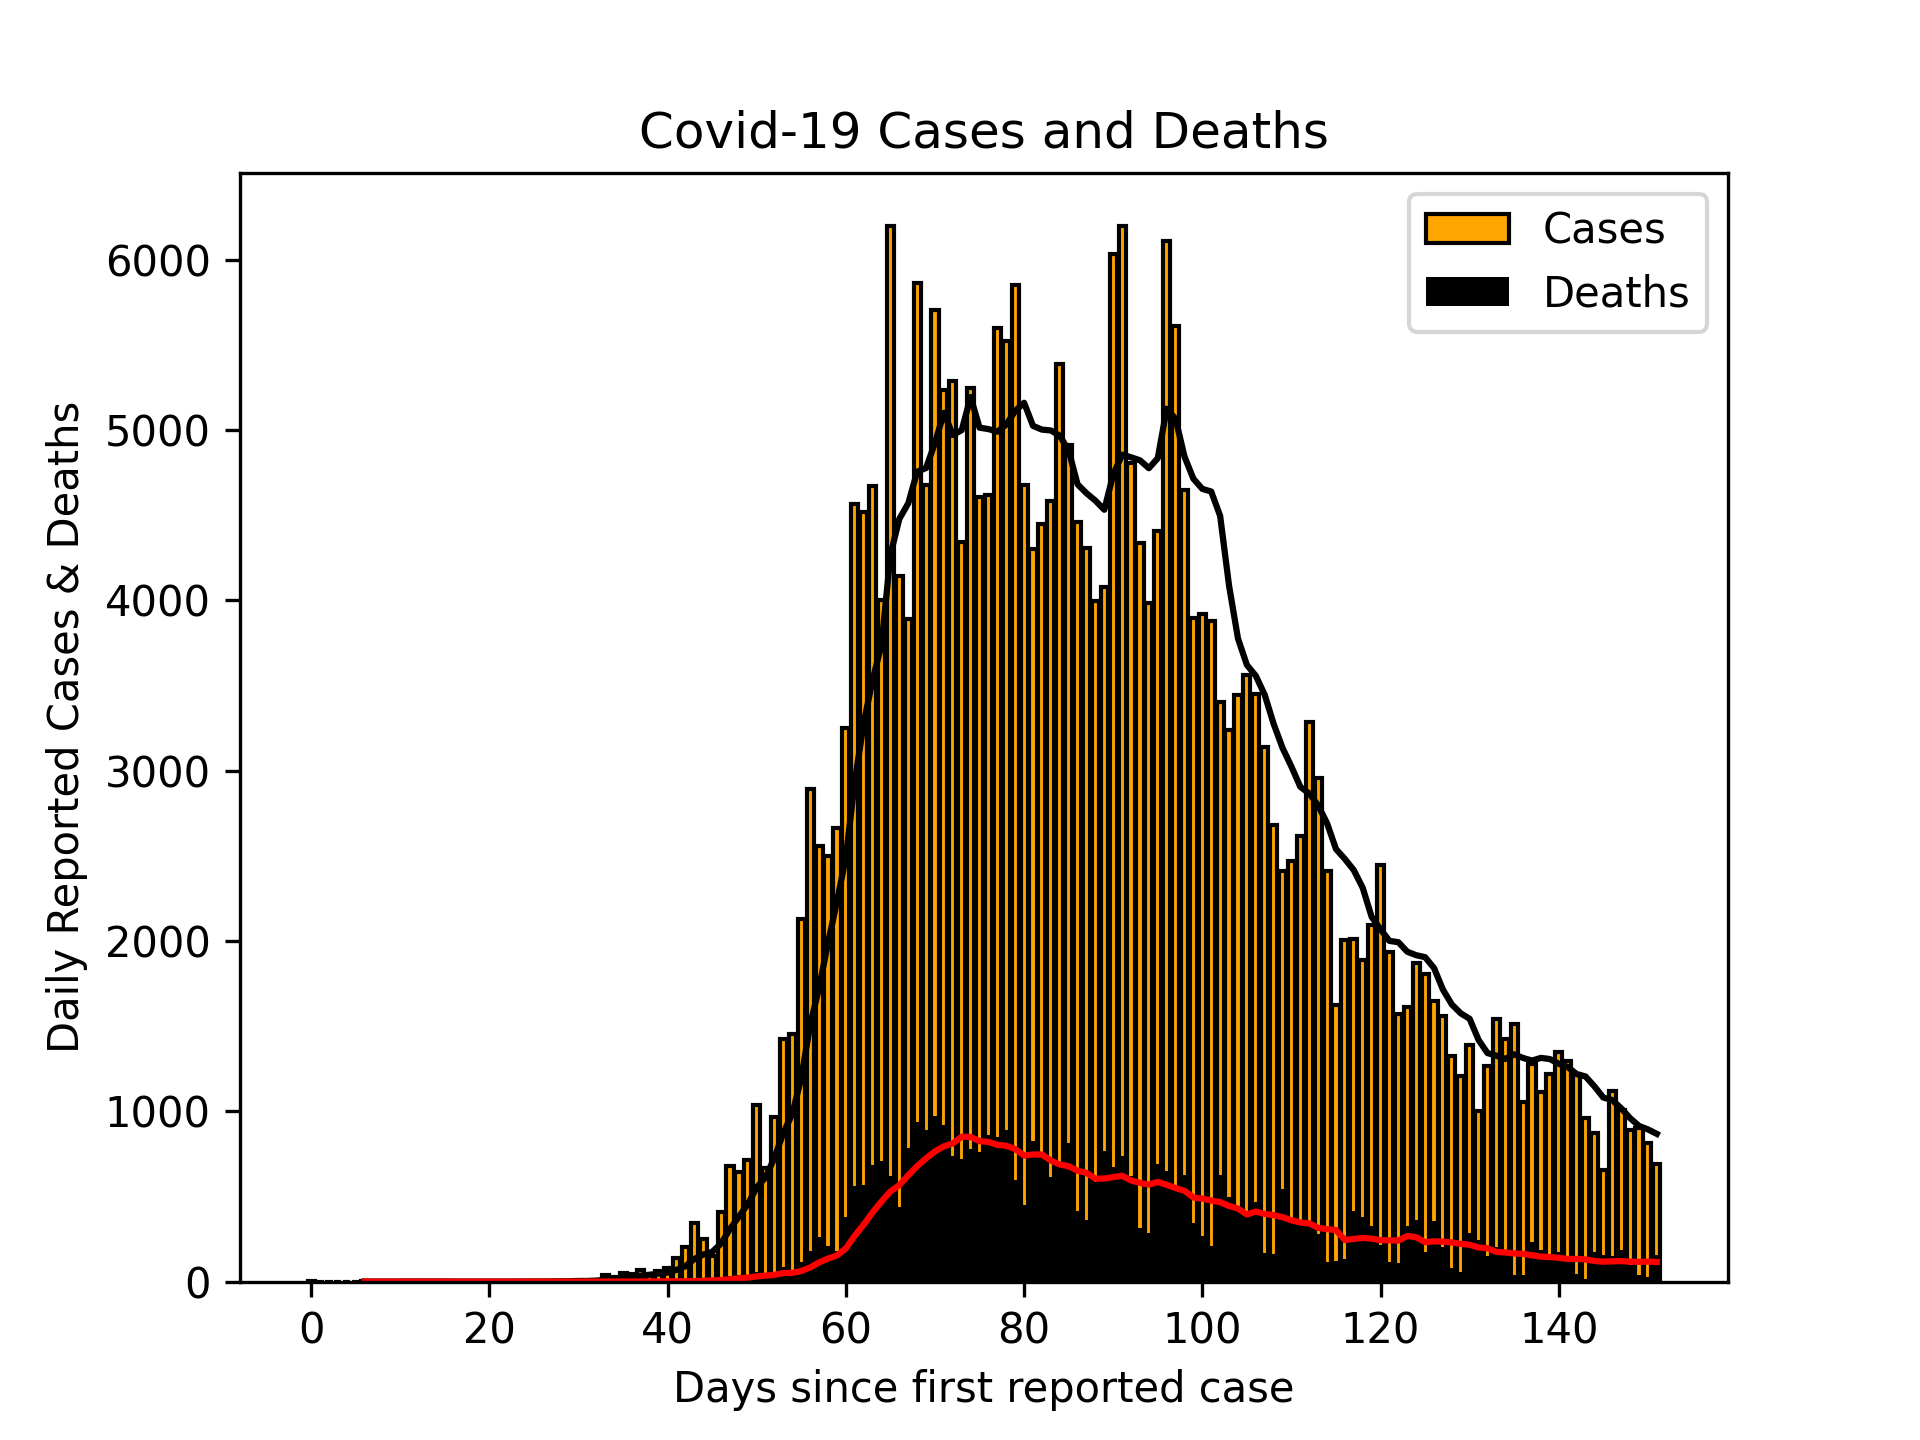 Covid-19 Cases and Deaths
Cases
Deaths
6000
5000
4000
3000
2000
1000
0
Daily Reported Cases & Deaths
0 20 40 60 80 100 120 140
Days since first reported case